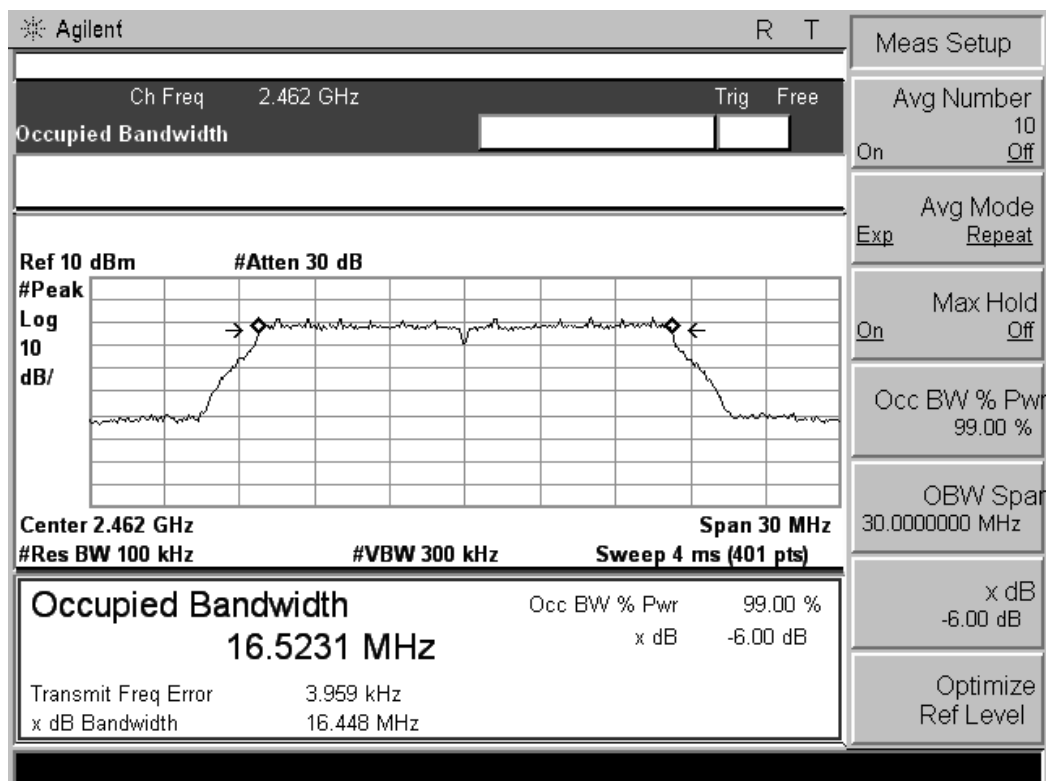 Agilent R T
Ch Freq 2.462 GHz Trig Free
Occupied Bandwidth
Ref 10 dBm #Atten 30 dB
#Peak
Log
10
dB/
Center 2.462 GHz Span 30 MHz
#Res BW 100 kHz #VBW 300 kHz Sweep 4 ms (401 pts)
Occupied Bandwidth Occ BW % Pwr 99.00 %
16.5231 MHz x dB -6.00 dB
Transmit Freq Error 3.959 kHz
x dB Bandwidth 16.448 MHz
Meas Setup
Avg Number
10
On Off
Avg Mode
Exp Repeat
Max Hold
On Off
Occ BW % Pwr
99.00 %
OBW Span
30.0000000 MHz
x dB
-6.00 dB
Optimize
Ref Level